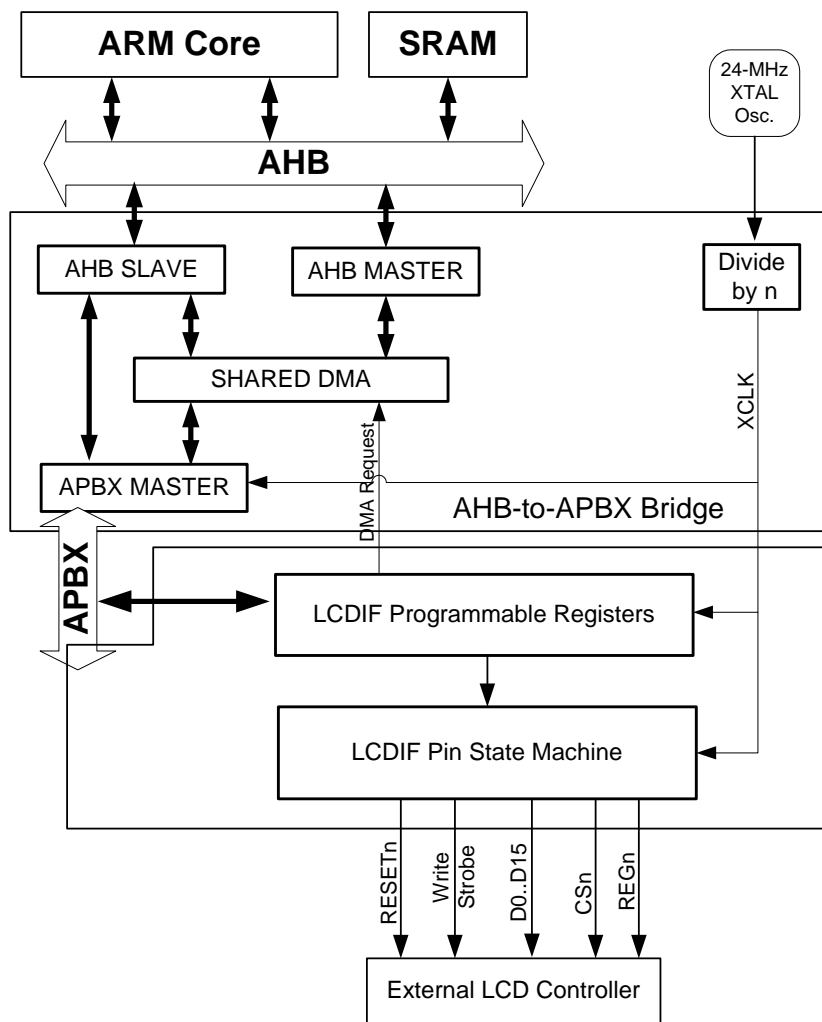 ARM Core
SRAM
24-MHz
XTAL
Osc.
AHB
AHB SLAVE
AHB MASTER
Divide
by n
SHARED DMA
XCLK
APBX MASTER
DMA Request
AHB-to-APBX Bridge
APBX
LCDIF Programmable Registers
LCDIF Pin State Machine
RESETn
Write
Strobe
D0..D15
CSn
REGn
External LCD Controller